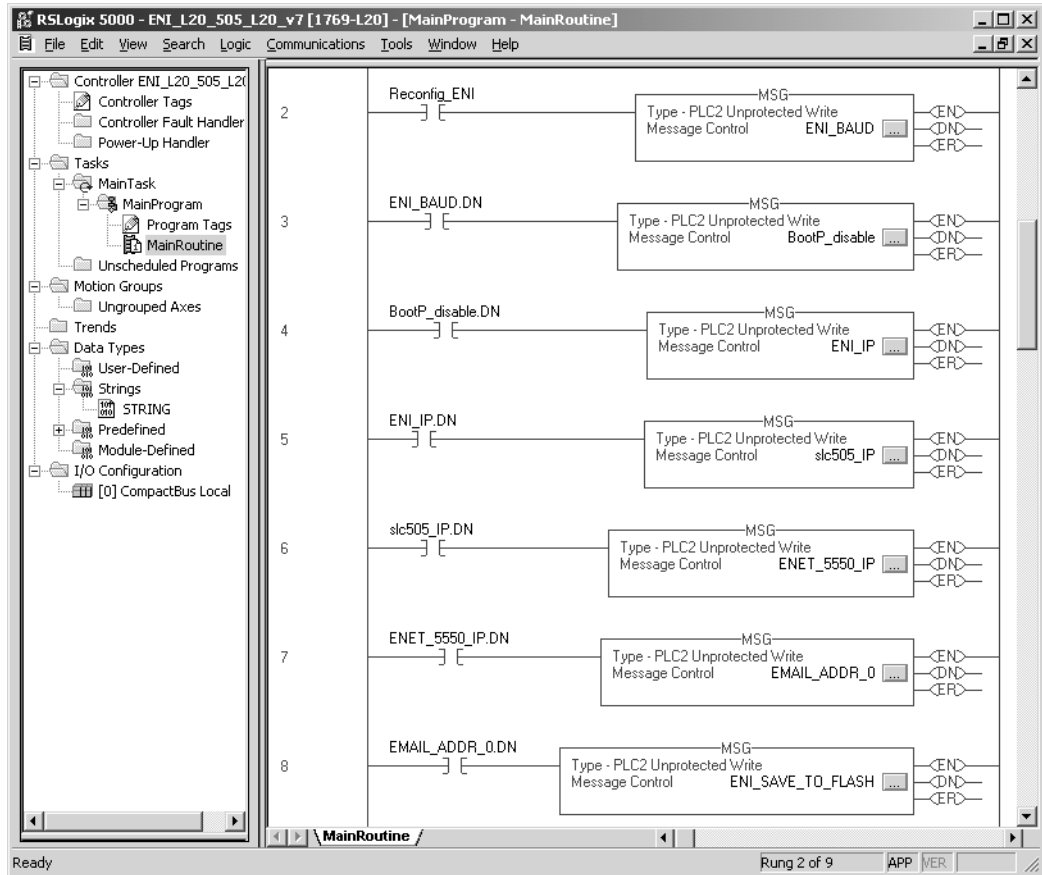 RSLogix 5000 - ENI_L20_505_L20_v7 [1769-L20] - [MainProgram - MainRoutine]
File Edit View Search Logic Communications Tools Window Help
Controller ENI_L20_505_L20
Controller Tags
Controller Fault Handler
Power-Up Handler
Tasks
MainTask
MainProgram
Program Tags
MainRoutine
Unscheduled Programs
Motion Groups
Ungrouped Axes
Trends
Data Types
User-Defined
Strings
STRING
Predefined
Module-Defined
I/O Configuration
[0] CompactBus Local
2
Reconfig_ENI
MSG
Type - PLC2 Unprotected Write
Message Control ENI_BAUD ...
EN
DN
ER
3
ENI_BAUD.DN
MSG
Type - PLC2 Unprotected Write
Message Control BootP_disable ...
EN
DN
ER
4
BootP_disable.DN
MSG
Type - PLC2 Unprotected Write
Message Control ENI_IP ...
EN
DN
ER
5
ENI_IP.DN
MSG
Type - PLC2 Unprotected Write
Message Control slc505_IP ...
EN
DN
ER
6
slc505_IP.DN
MSG
Type - PLC2 Unprotected Write
Message Control ENET_5550_IP ...
EN
DN
ER
7
ENET_5550_IP.DN
MSG
Type - PLC2 Unprotected Write
Message Control EMAIL_ADDR_0 ...
EN
DN
ER
8
EMAIL_ADDR_0.DN
MSG
Type - PLC2 Unprotected Write
Message Control ENI_SAVE_TO_FLASH ...
EN
DN
ER
MainRoutine
Ready
Rung 2 of 9 APP VER